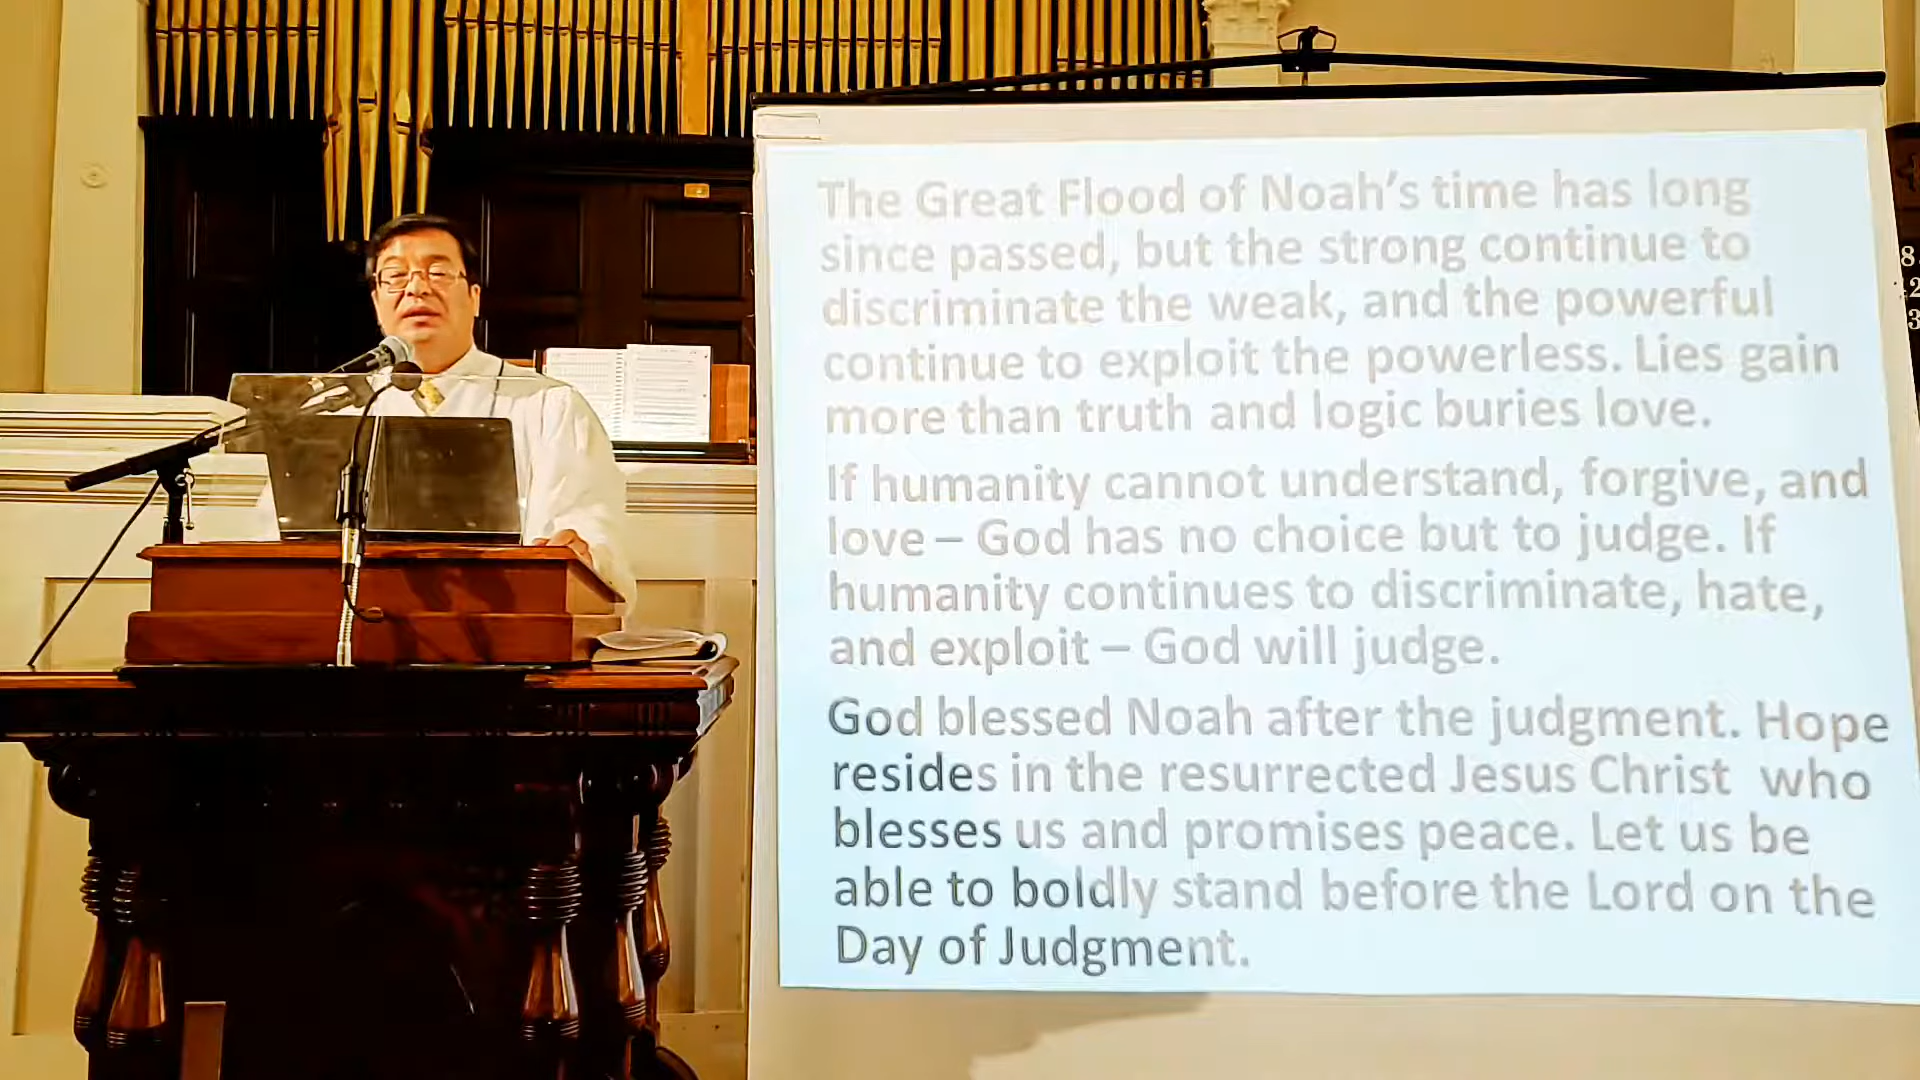 The Great Flood of Noah's time has long
since passed, but the strong continue to
discriminate the weak, and the powerful
continue to exploit the powerless. Lies gain
more than truth and logic buries love.
If humanity cannot understand, forgive, and
love – God has no choice but to judge. If
humanity continues to discriminate, hate,
and exploit – God will judge.
God blessed Noah after the judgment. Hope
resides in the resurrected Jesus Christ who
blesses us and promises peace. Let us be
able to boldly stand before the Lord on the
Day of Judgment.